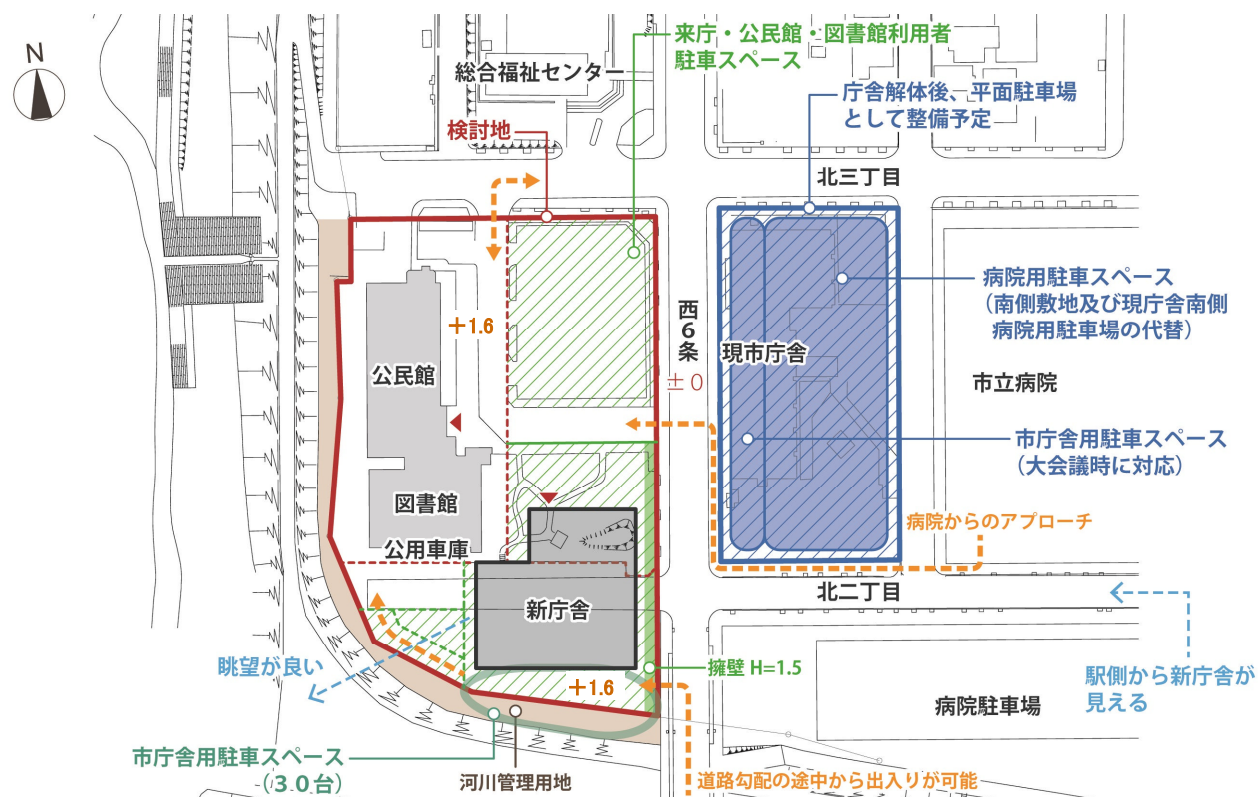 N
来庁・公民館・図書館利用者
駐車スペース
総合福祉センター
庁舎解体後、平面駐車場
として整備予定
検討地
北三丁目
病院用駐車スペース
（南側敷地及び現庁舎南側
病院用駐車場の代替）
西6条
+1.6
現市庁舎
公民館
±0
市立病院
市庁舎用駐車スペース
（大会議時に対応）
図書館
病院からのアプローチ
公用車庫
北二丁目
新庁舎
眺望が良い
擁壁 H=1.5
駅側から新庁舎が
見える
+1.6
病院駐車場
市庁舎用駐車スペース
（30台）
河川管理用地
道路勾配の途中から出入りが可能